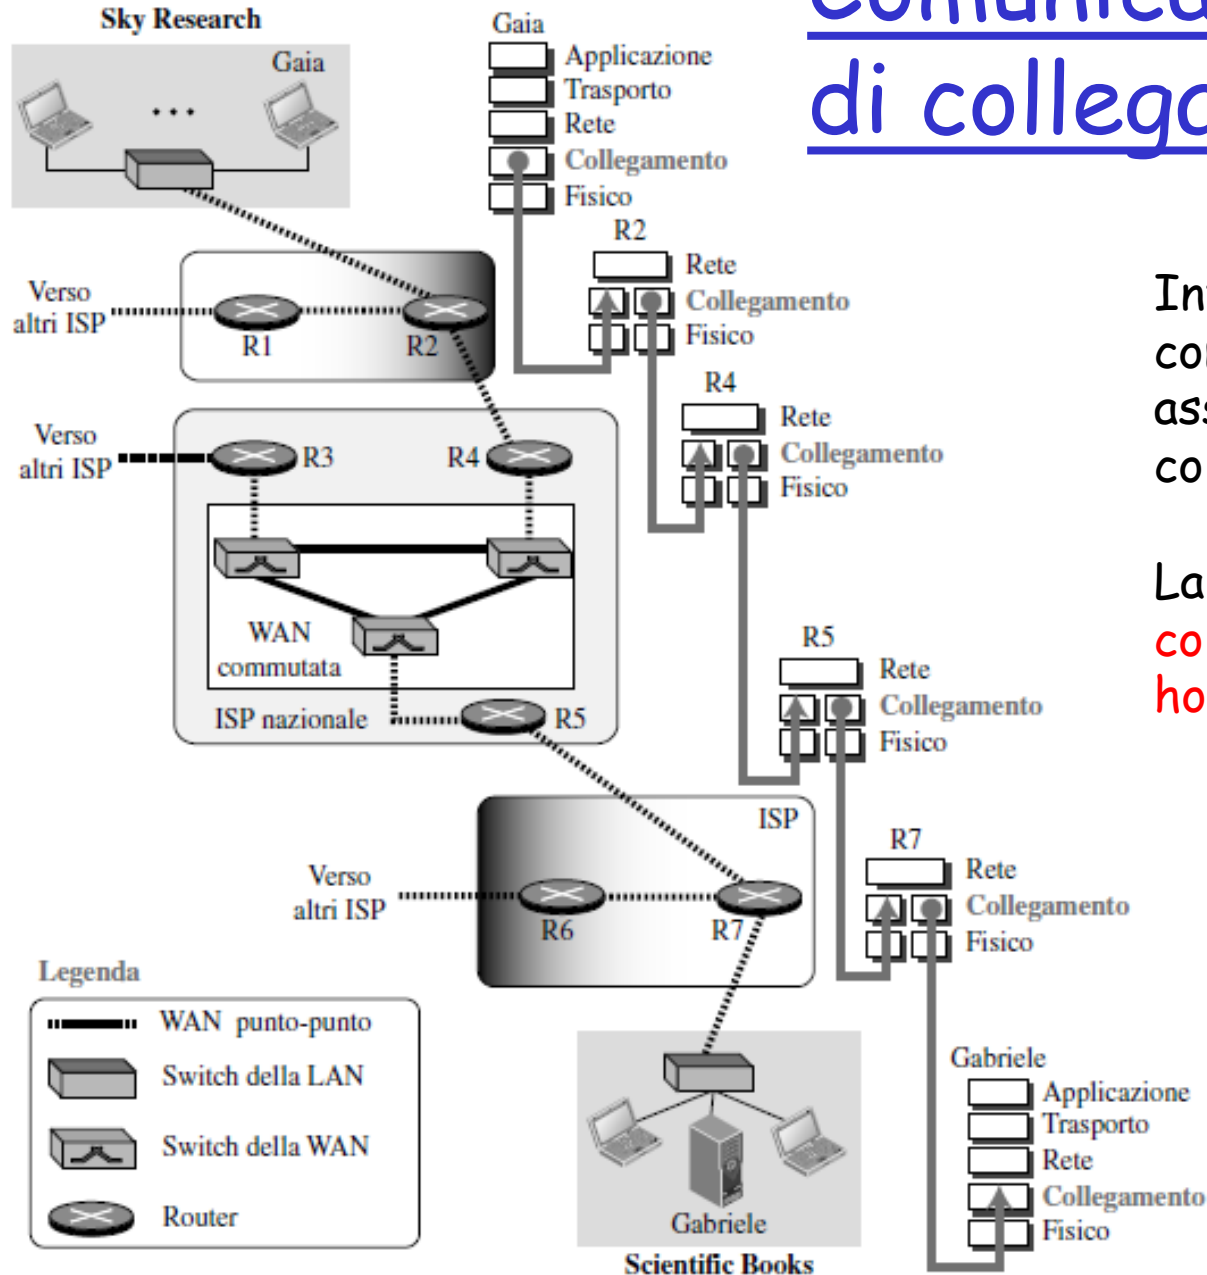 Sky Research
Gaia
di
Gaia
Applicazione
Trasporto
Rete
Collegamento
Fisico
R2
Rete
Collegamento
Fisico
Verso
altri ISP
R1
R2
R4
Rete
Collegamento
Fisico
Verso
altri ISP
R3
R4
WAN
commutata
ISP nazionale
R5
R5
Rete
Collegamento
Fisico
La
ISP
Verso
altri ISP
R6
R7
R7
Rete
Collegamento
Fisico
Legenda
WAN punto-punto
Switch della LAN
Switch della WAN
Router
Gabriele
Scientific Books
Gabriele
Applicazione
Trasporto
Rete
Collegamento
Fisico